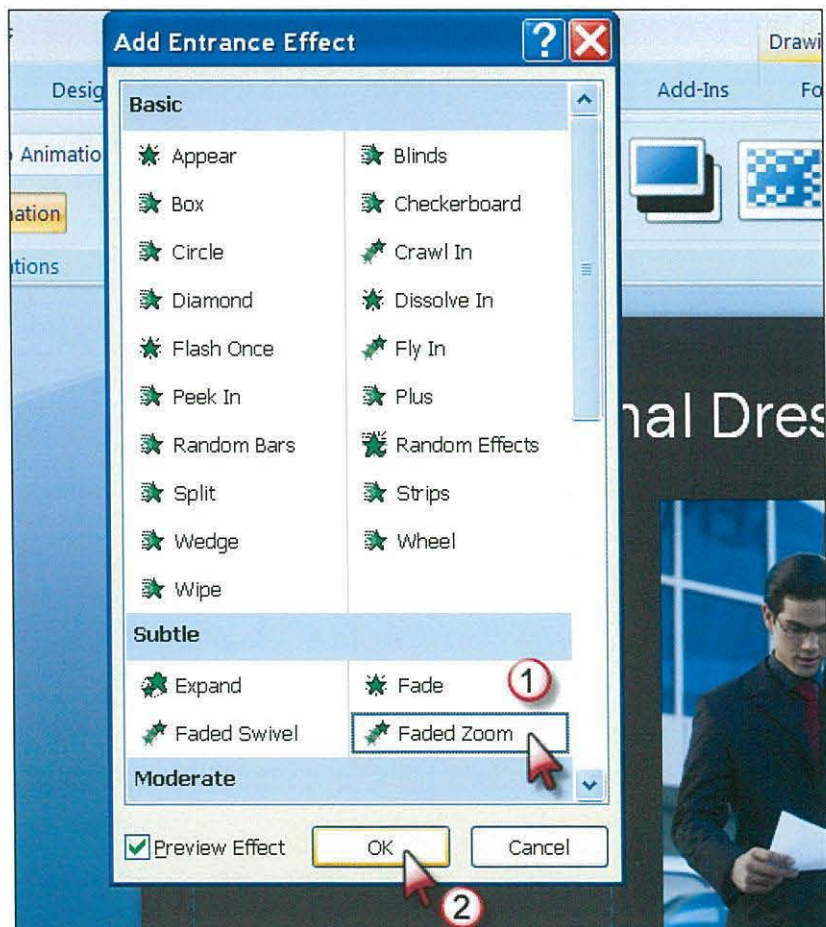 Add Entrance Effect
?
X
Drawi
Desig
Add-Ins
Fo
Animatio
ation
tions
Basic
Appear
Blinds
Box
Checkerboard
Circle
Crawl In
Diamond
Dissolve In
Flash Once
Fly In
Peek In
Plus
Random Bars
Random Effects
Split
Strips
Wedge
Wheel
Wipe
nal Dres
Subtle
Expand
Fade
1
Faded Swivel
Faded Zoom
Moderate
Preview Effect
OK
Cancel
2